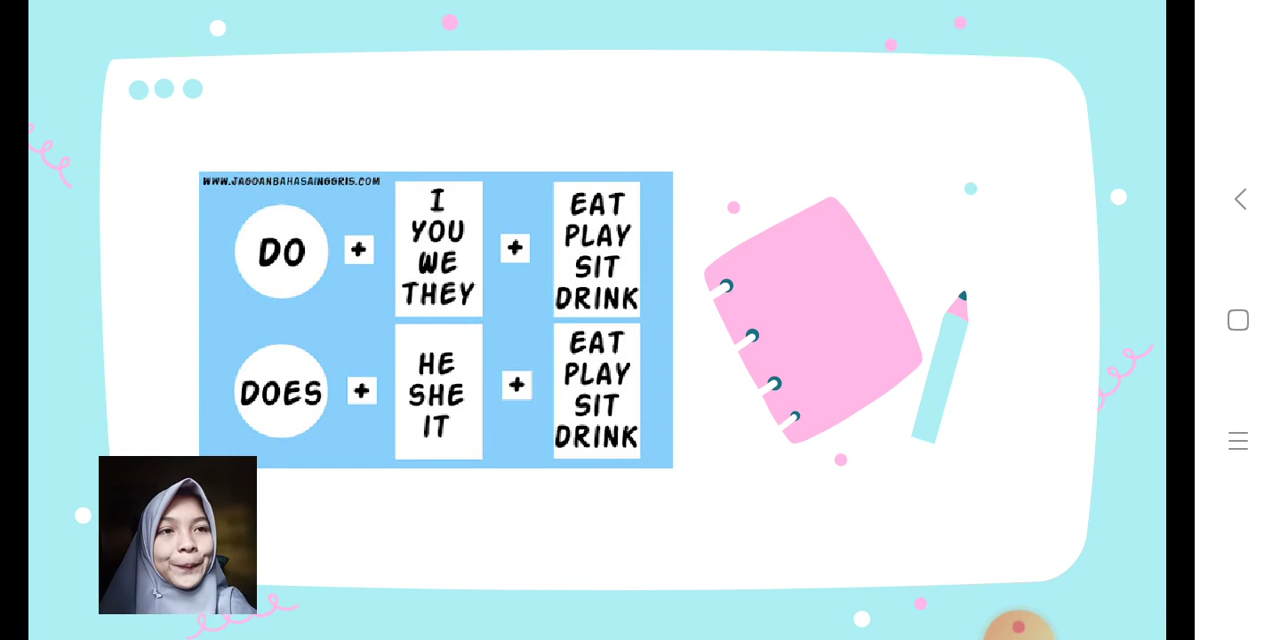 WWW.JAGOANBAHASAINGGRIS.COM
DO + I
YOU
WE
THEY + EAT
PLAY
SIT
DRINK
DOES + HE
SHE
IT + EAT
PLAY
SIT
DRINK